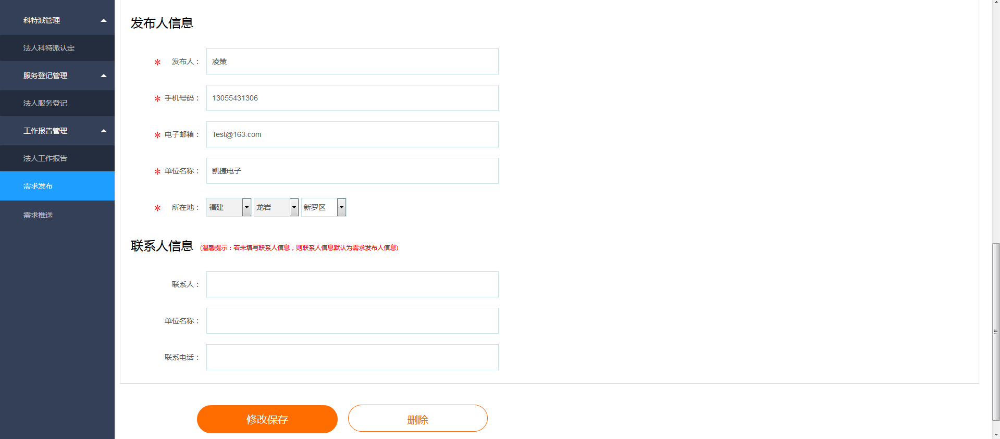 科特派管理
法人科特派认定
服务登记管理
法人服务登记
工作报告管理
法人工作报告
需求发布
需求推送
发布人信息
* 发布人： 凌策
* 手机号码： 13055431306
* 电子邮箱： Test@163.com
* 单位名称： 凯捷电子
* 所在地： 福建 龙岩 新罗区
联系人信息 (温馨提示：若未填写联系人信息，则联系人信息默认为需求发布人信息)
联系人：
单位名称：
联系电话：
修改保存 删除